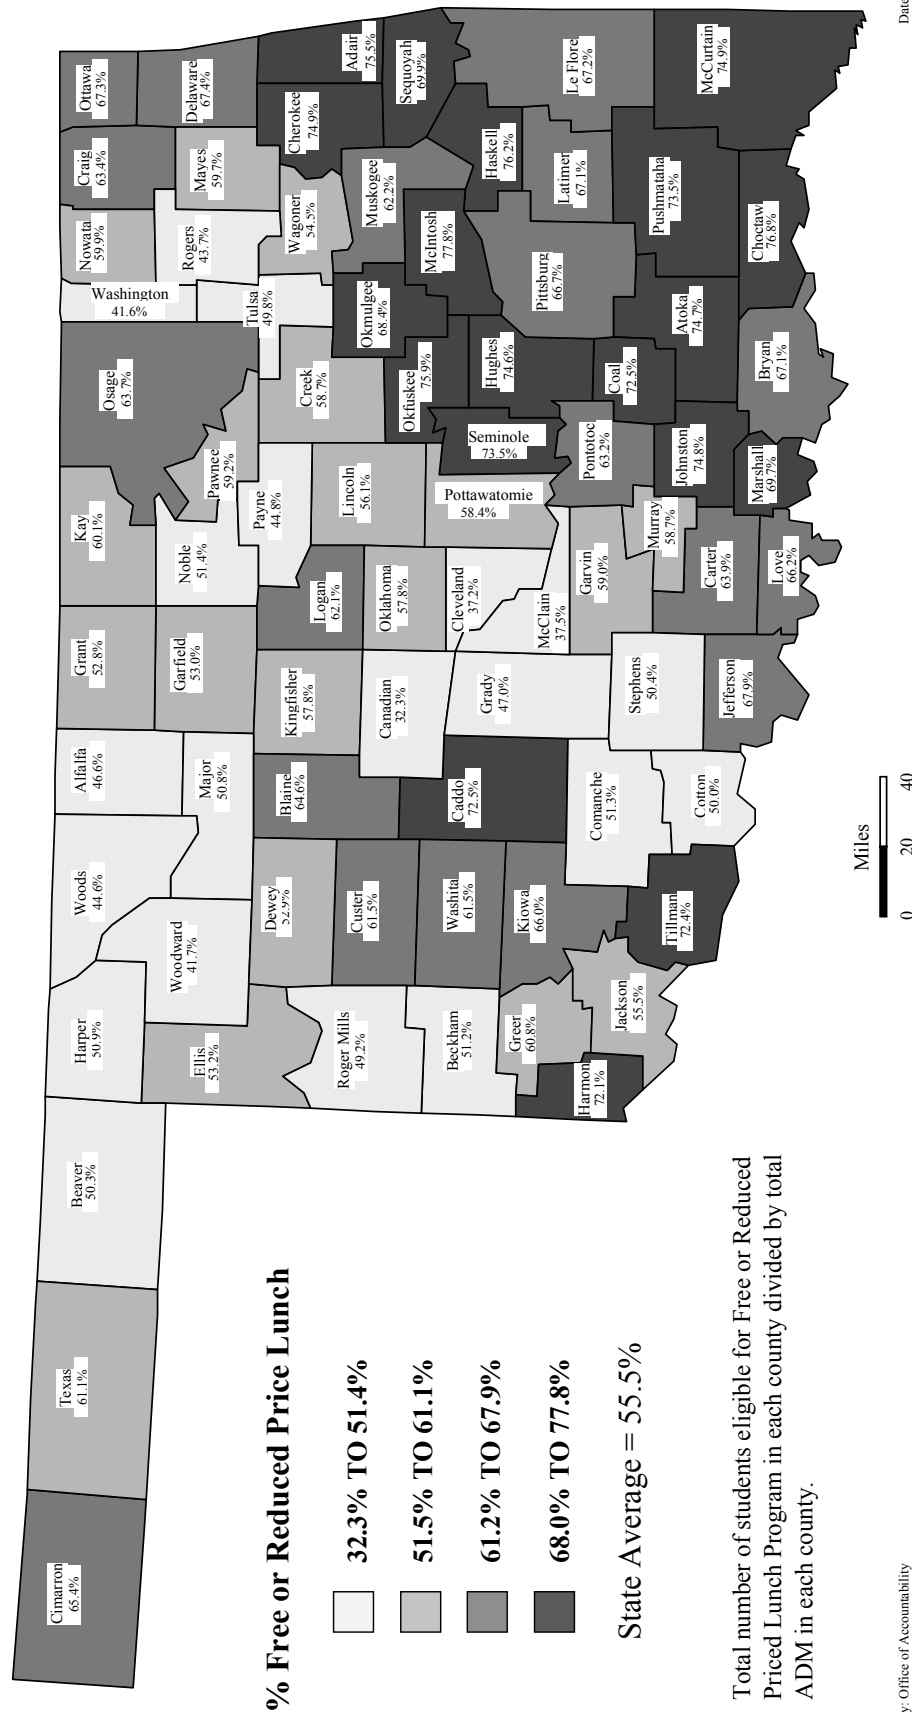 Cimarron
65.4%
Texas
61.1%
Beaver
50.3%
Harper
50.9%
Woods
44.6%
Alfalfa
46.6%
Grant
52.8%
Kay
60.1%
Osage
63.7%
Washington
41.6%
Nowata
59.9%
Craig
63.4%
Ottawa
67.3%
Ellis
53.2%
Woodward
41.7%
Major
50.8%
Garfield
53.0%
Noble
51.4%
Pawnee
59.2%
Rogers
43.7%
Mayes
59.7%
Delaware
67.4%
Roger Mills
49.2%
Dewey
52.9%
Blaine
64.6%
Kingfisher
57.8%
Logan
62.1%
Payne
44.8%
Creek
58.7%
Tulsa
49.8%
Wagoner
54.5%
Cherokee
74.9%
Adair
75.5%
Beckham
51.2%
Custer
61.5%
Canadian
32.3%
Oklahoma
57.8%
Lincoln
56.1%
Okfuskee
75.9%
Okmulgee
68.4%
Muskogee
62.2%
Sequoyah
69.9%
Washita
61.5%
Caddo
72.5%
Grady
47.0%
Cleveland
37.2%
Pottawatomie
58.4%
Seminole
73.5%
Hughes
74.6%
McIntosh
77.8%
Haskell
76.2%
Greer
60.8%
Kiowa
66.0%
McClain
37.5%
Pittsburg
66.7%
Latimer
67.1%
Le Flore
67.2%
Harmon
72.1%
Jackson
55.5%
Comanche
51.3%
Stephens
50.4%
Garvin
59.0%
Pontotoc
63.2%
Coal
72.5%
Tillman
72.4%
Cotton
50.0%
Jefferson
67.9%
Carter
63.9%
Murray
58.7%
Johnston
74.8%
Atoka
74.7%
Pushmataha
73.5%
McCurtain
74.9%
Love
66.2%
Marshall
69.7%
Bryan
67.1%
Choctaw
76.8%
% Free or Reduced Price Lunch
32.3% TO 51.4%
51.5% TO 61.1%
61.2% TO 67.9%
68.0% TO 77.8%
State Average = 55.5%
Total number of students eligible for Free or Reduced
Priced Lunch Program in each county divided by total
ADM in each county.
Miles
0 20 40
y: Office of Accountability
Date